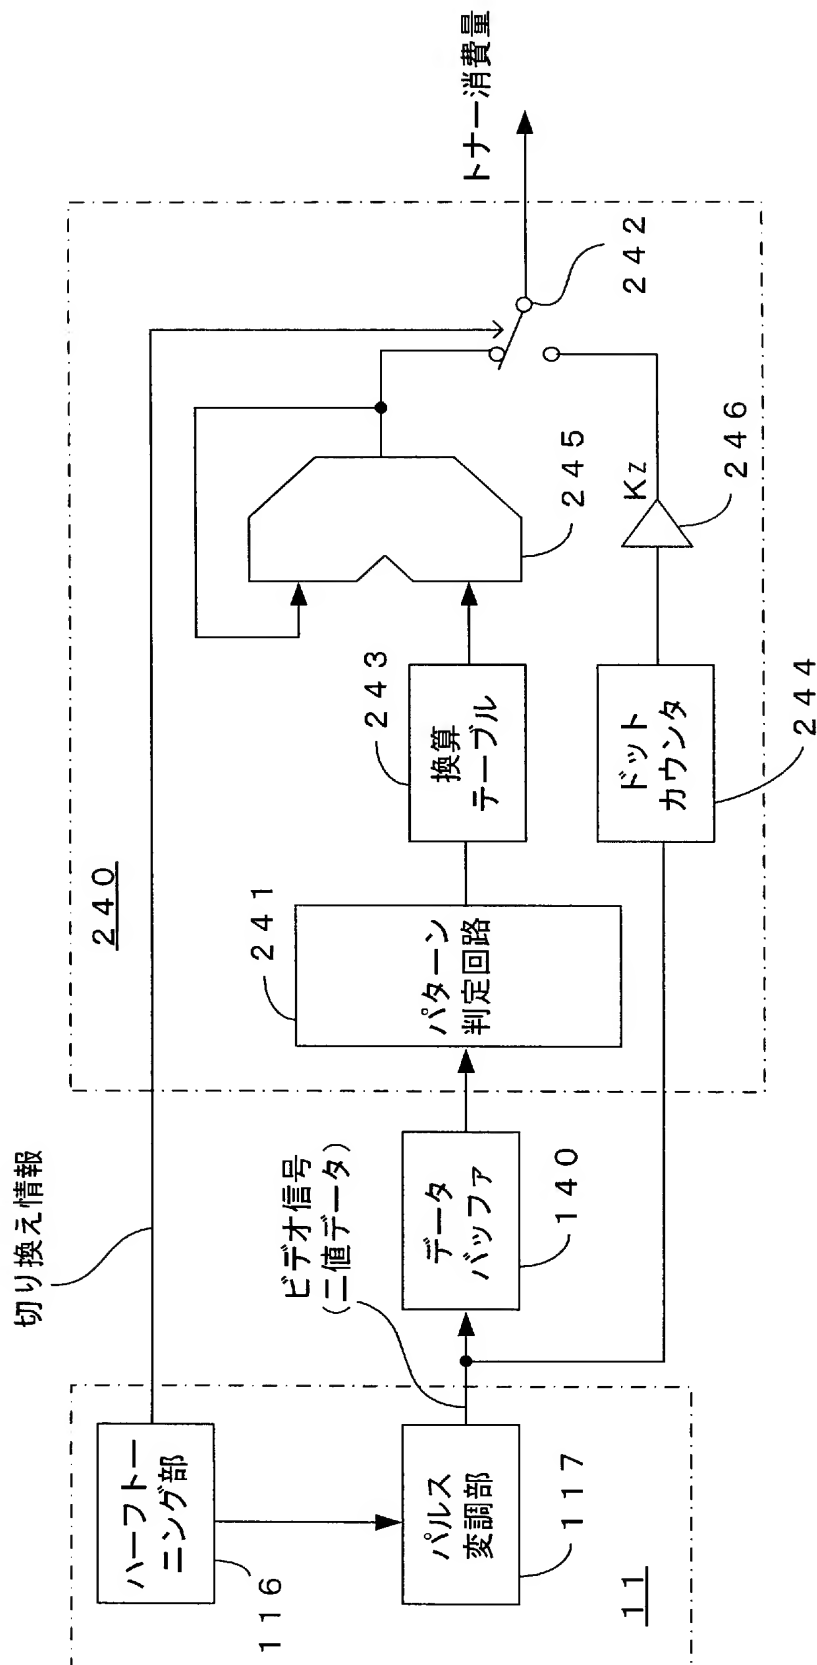 ハーフトー
ニング部
116
切り換え情報
パルス
変調部
117
11
ビデオ信号
(二値データ)
データ
バッファ
140
240
パターン
判定回路
241
換算
テーブル
243
245
ドット
カウンタ
244
Kz
246
242
トナー消費量